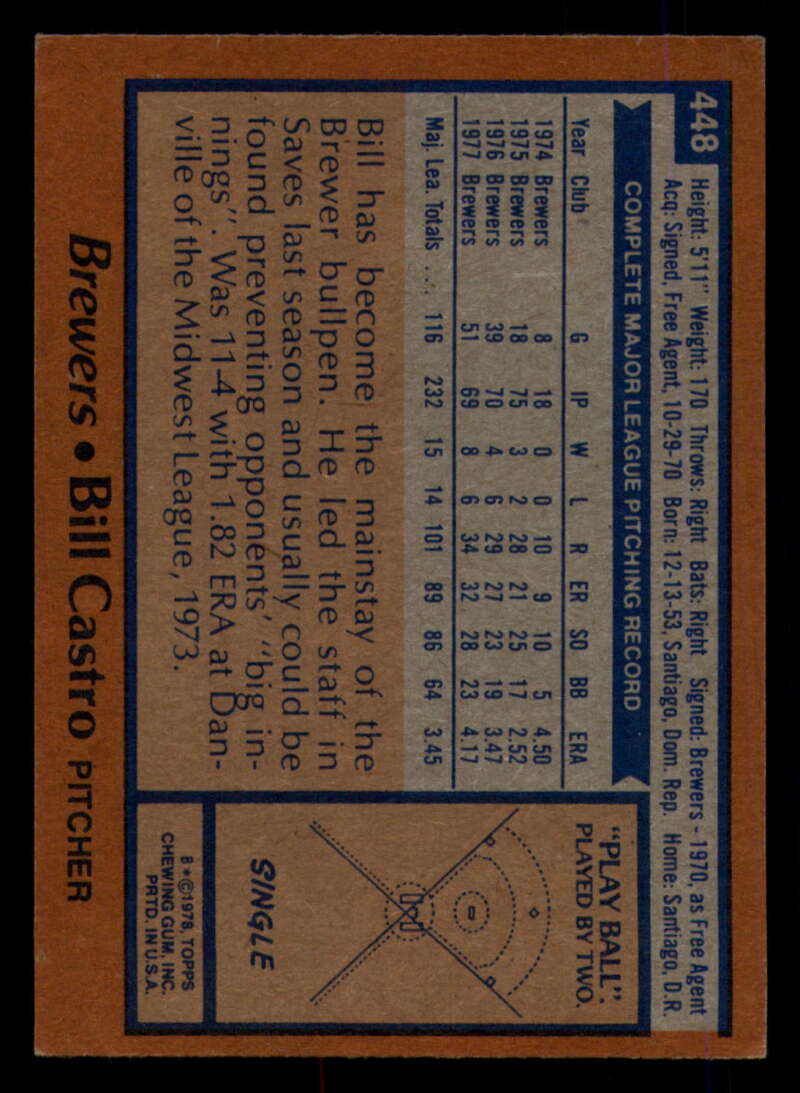 448
Height: 5'11" Weight: 170 Throws: Right Bats: Right Signed: Brewers - 1970, as Free Agent
Acq: Signed, Free Agent, 10-29-70 Born: 12-13-53, Santiago, Dom. Rep. Home: Santiago, D.R.
COMPLETE MAJOR LEAGUE PITCHING RECORD
Year Club G IP W L R ER SO BB ERA
1974 Brewers 8 18 0 0 10 9 10 5 4.50
1975 Brewers 18 75 3 2 28 21 25 17 2.52
1976 Brewers 39 70 4 6 29 27 23 19 3.47
1977 Brewers 51 69 8 6 34 32 28 23 4.17
Maj. Lea. Totals .... 116 232 15 14 101 89 86 64 3.45
Bill has become the mainstay of the
Brewer bullpen. He led the staff in
Saves last season and usually could be
found preventing opponents' "big in-
nings". Was 11-4 with 1.82 ERA at Dan-
ville of the Midwest League, 1973.
"PLAY BALL"
PLAYED BY TWO.
SINGLE
B*©1978, TOPPS
CHEWING GUM, INC.
PRTD. IN U.S.A.
Brewers • Bill Castro PITCHER